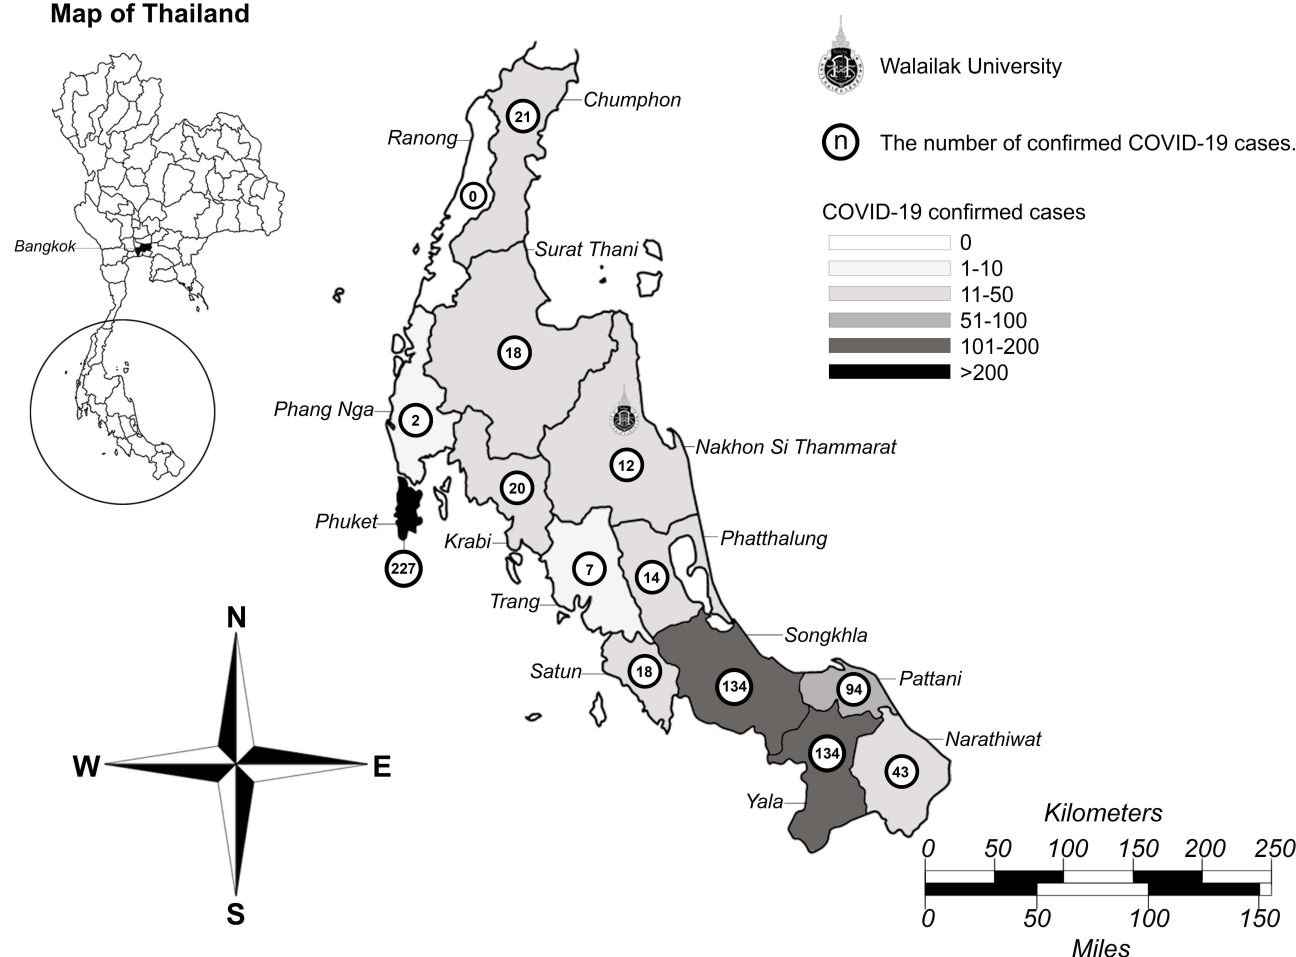 Map of Thailand
Bangkok
Walailak University
n The number of confirmed COVID-19 cases.
COVID-19 confirmed cases
0
1-10
11-50
51-100
101-200
>200
Chumphon
21
Ranong
0
Surat Thani
18
Phang Nga
2
Nakhon Si Thammarat
12
20
Phuket
Krabi
227
Phatthalung
7
14
Trang
Songkhla
Satun
18
134
Pattani
94
Narathiwat
134
43
Yala
N
W
E
S
Kilometers
0 50 100 150 200 250
0 50 100 150
Miles